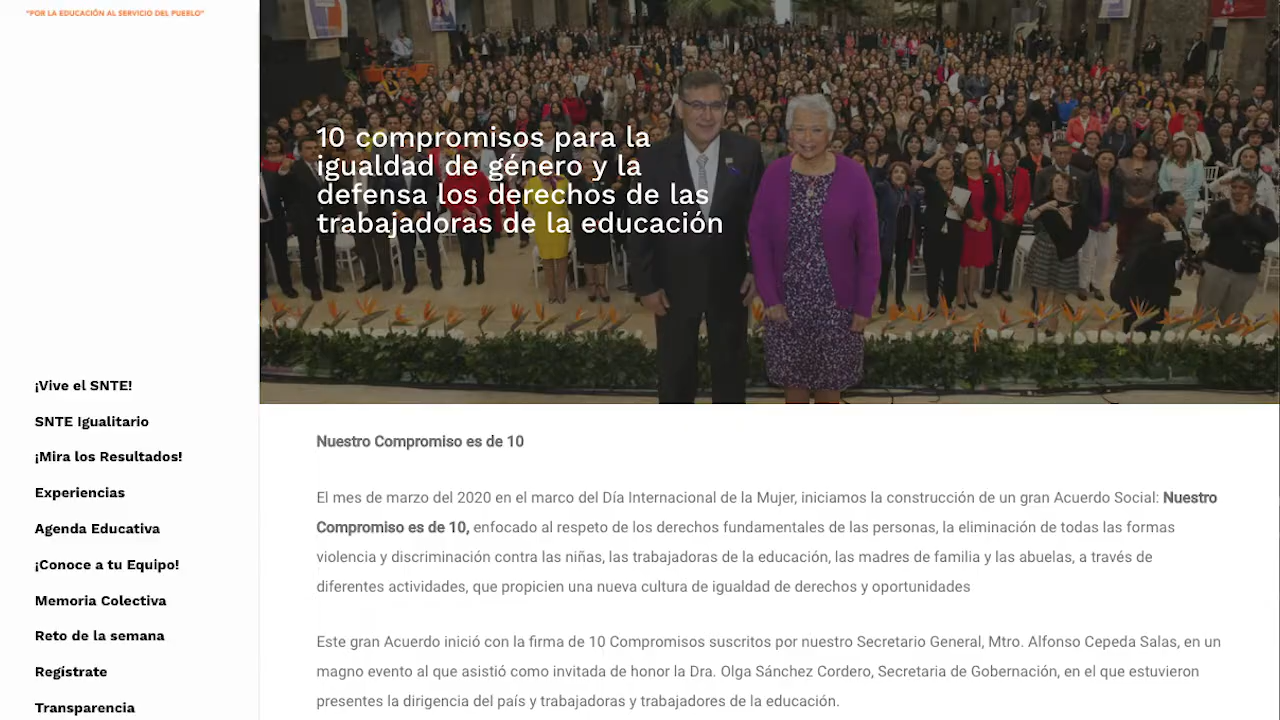 "POR LA EDUCACIÓN AL SERVICIO DEL PUEBLO"
¡Vive el SNTE!
SNTE Igualitario
¡Mira los Resultados!
Experiencias
Agenda Educativa
¡Conoce a tu Equipo!
Memoria Colectiva
Reto de la semana
Regístrate
Transparencia
10 compromisos para la
igualdad de género y la
defensa los derechos de las
trabajadoras de la educación
Nuestro Compromiso es de 10
El mes de marzo del 2020 en el marco del Día Internacional de la Mujer, iniciamos la construcción de un gran Acuerdo Social: Nuestro
Compromiso es de 10, enfocado al respeto de los derechos fundamentales de las personas, la eliminación de todas las formas
violencia y discriminación contra las niñas, las trabajadoras de la educación, las madres de familia y las abuelas, a través de
diferentes actividades, que propicien una nueva cultura de igualdad de derechos y oportunidades
Este gran Acuerdo inició con la firma de 10 Compromisos suscritos por nuestro Secretario General, Mtro. Alfonso Cepeda Salas, en un
magno evento al que asistió como invitada de honor la Dra. Olga Sánchez Cordero, Secretaria de Gobernación, en el que estuvieron
presentes la dirigencia del país y trabajadoras y trabajadores de la educación.